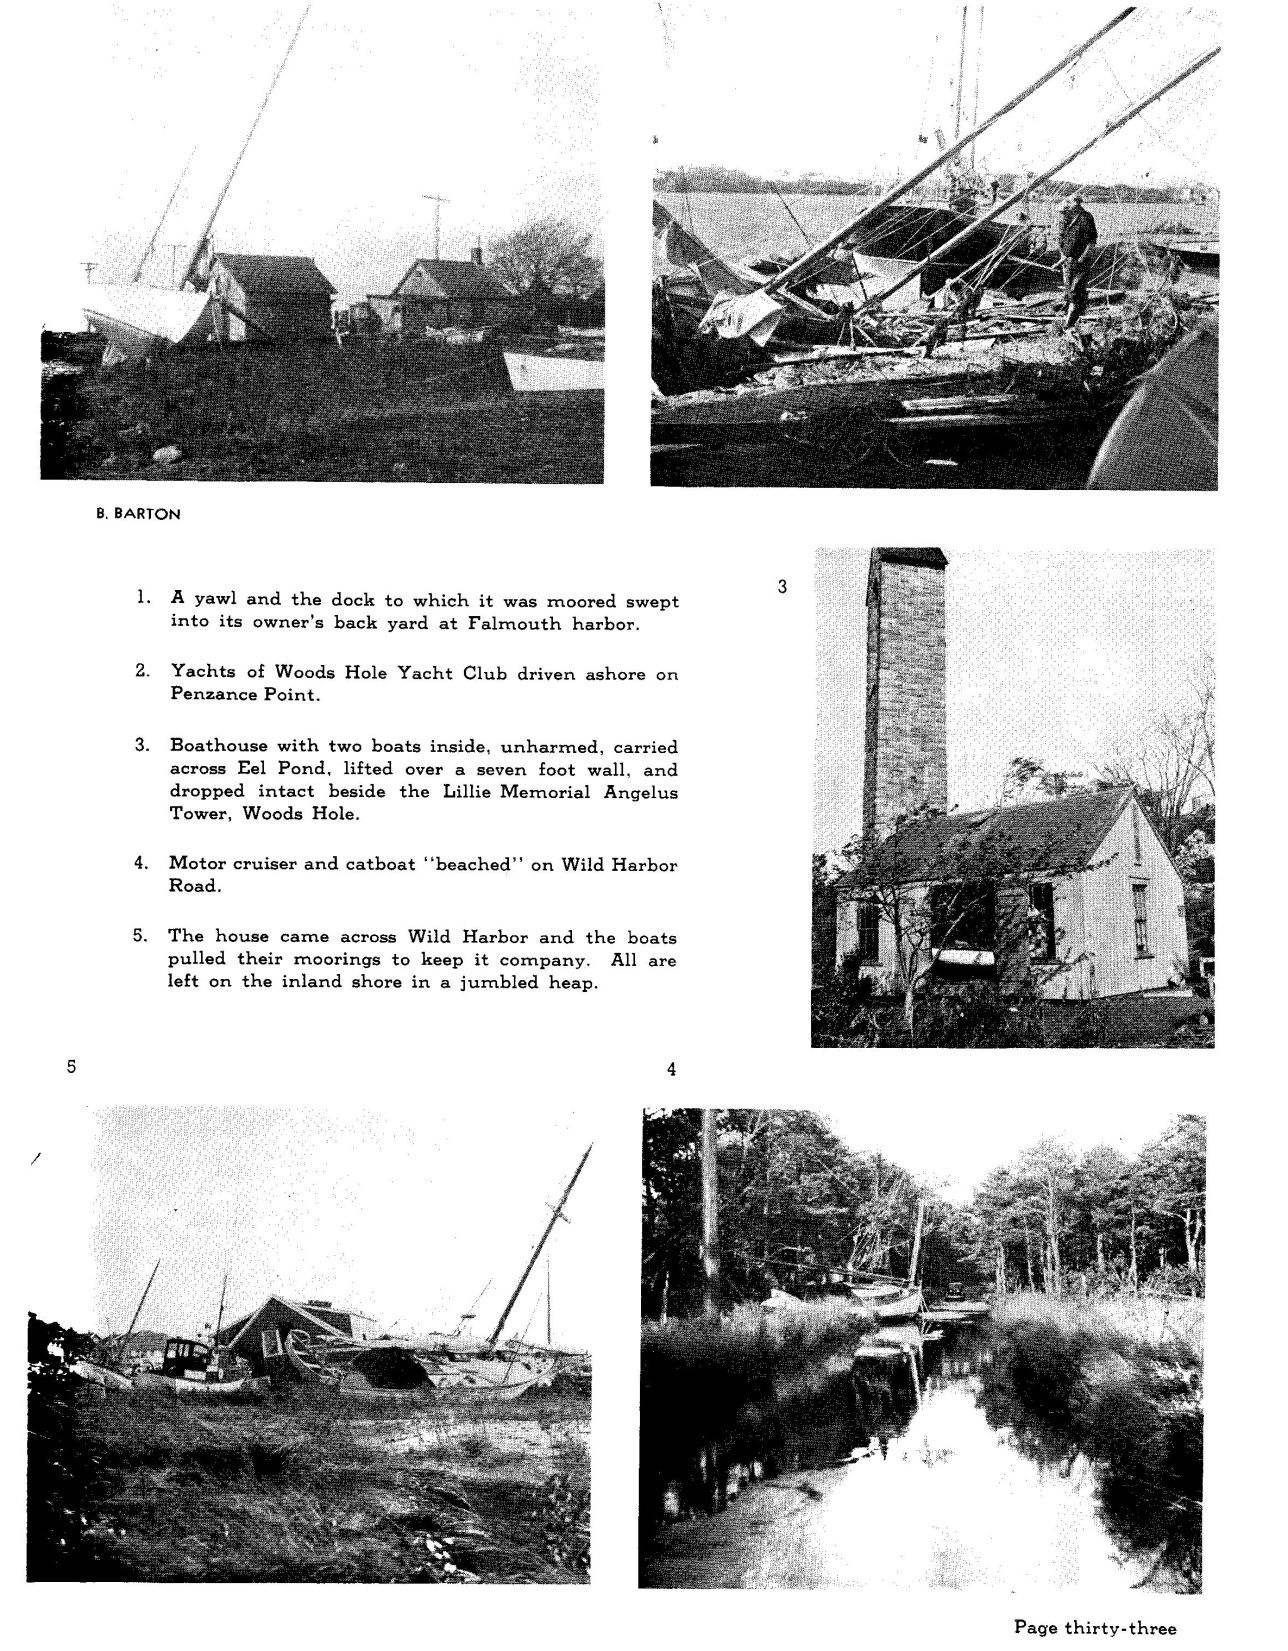 B. BARTON
3
1. A yawl and the dock to which it was moored swept
into its owner's back yard at Falmouth harbor.
2. Yachts of Woods Hole Yacht Club driven ashore on
Penzance Point.
3. Boathouse with two boats inside, unharmed, carried
across Eel Pond, lifted over a seven foot wall, and
dropped intact beside the Lillie Memorial Angelus
Tower, Woods Hole.
4. Motor cruiser and catboat "beached" on Wild Harbor
Road.
5. The house came across Wild Harbor and the boats
pulled their moorings to keep it company. All are
left on the inland shore in a jumbled heap.
5
4
Page thirty-three